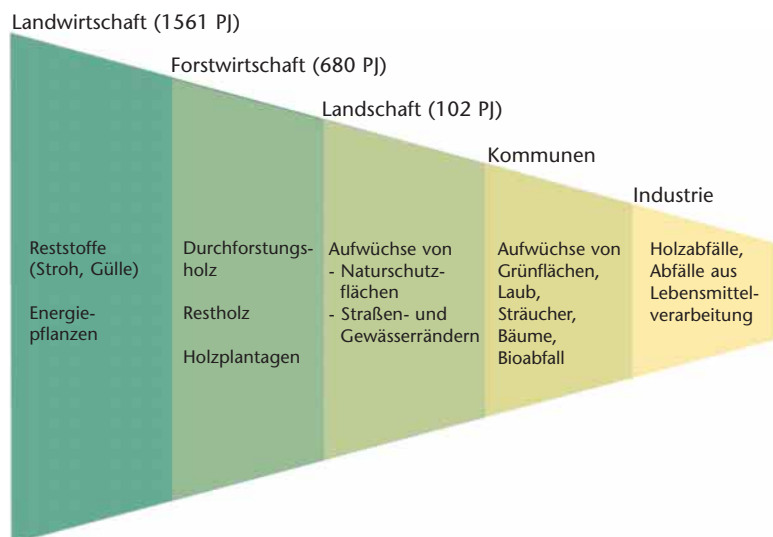 Landwirtschaft (1561 PJ)
Forstwirtschaft (680 PJ)
Landschaft (102 PJ)
Kommunen
Industrie
Reststoffe
(Stroh, Gülle)
Energie-
pflanzen
Durchforstungs-
holz
Restholz
Holzplantagen
Aufwüchse von
- Naturschutz-
flächen
- Straßen- und
Gewässerrändern
Aufwüchse von
Grünflächen,
Laub,
Sträucher,
Bäume,
Bioabfall
Holzabfälle,
Abfälle aus
Lebensmittel-
verarbeitung